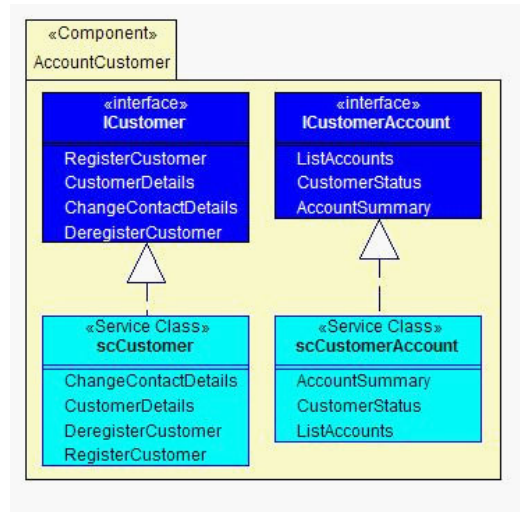 «Component»
AccountCustomer
«interface»
ICustomer
RegisterCustomer
CustomerDetails
ChangeContactDetails
DeregisterCustomer
«interface»
ICustomerAccount
ListAccounts
CustomerStatus
AccountSummary
«Service Class»
scCustomer
ChangeContactDetails
CustomerDetails
DeregisterCustomer
RegisterCustomer
«Service Class»
scCustomerAccount
AccountSummary
CustomerStatus
ListAccounts